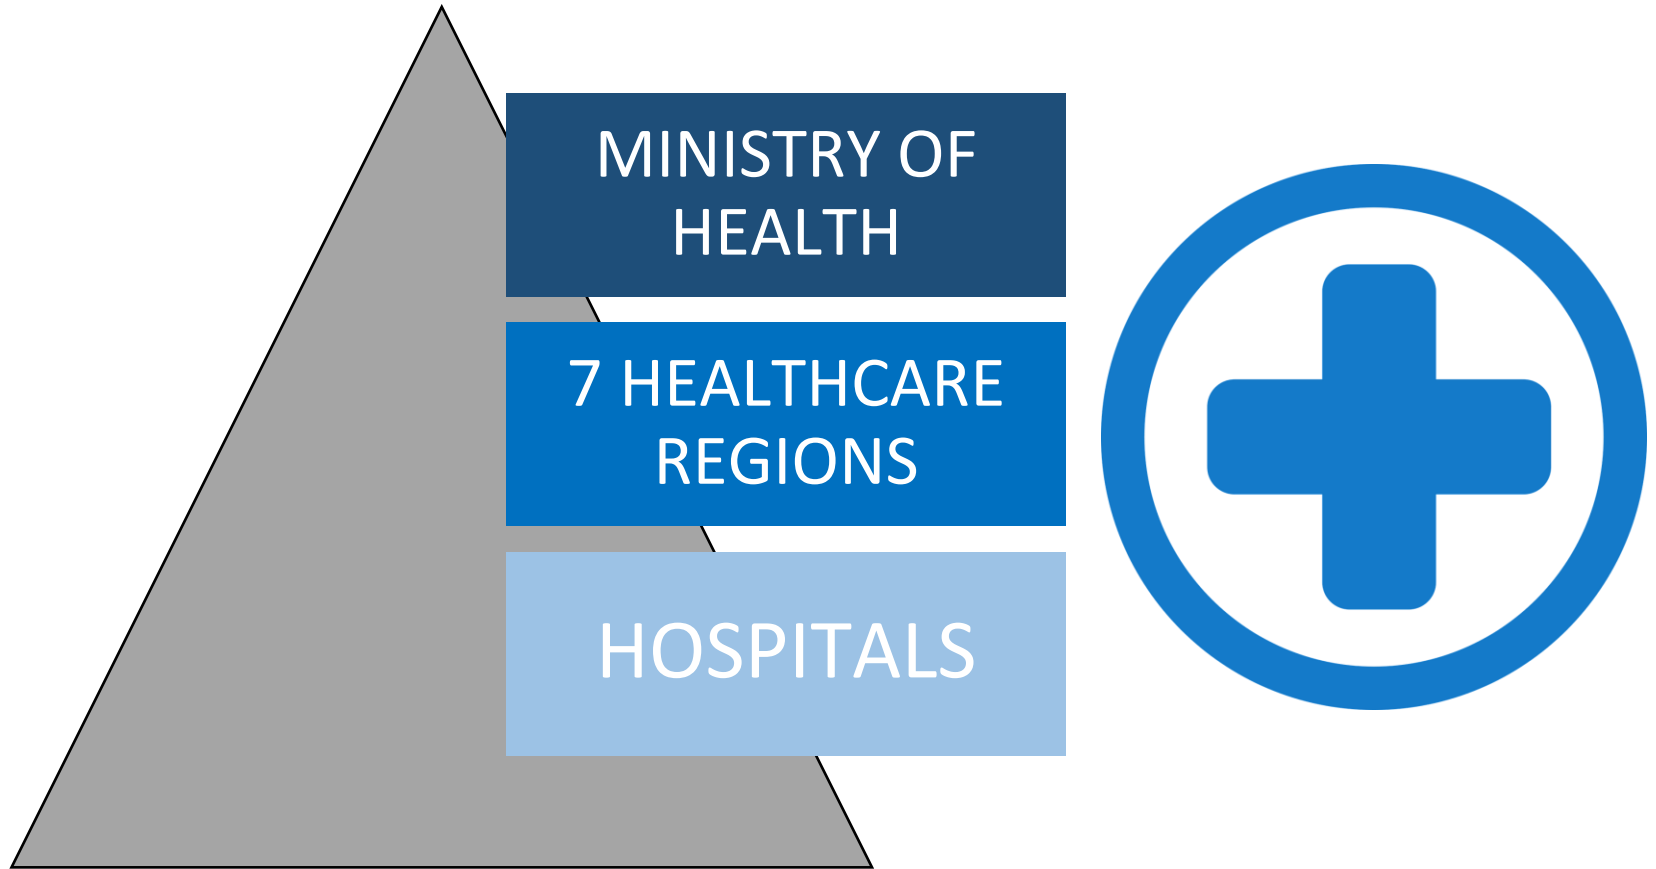 MINISTRY OF
HEALTH
7 HEALTHCARE
REGIONS
HOSPITALS